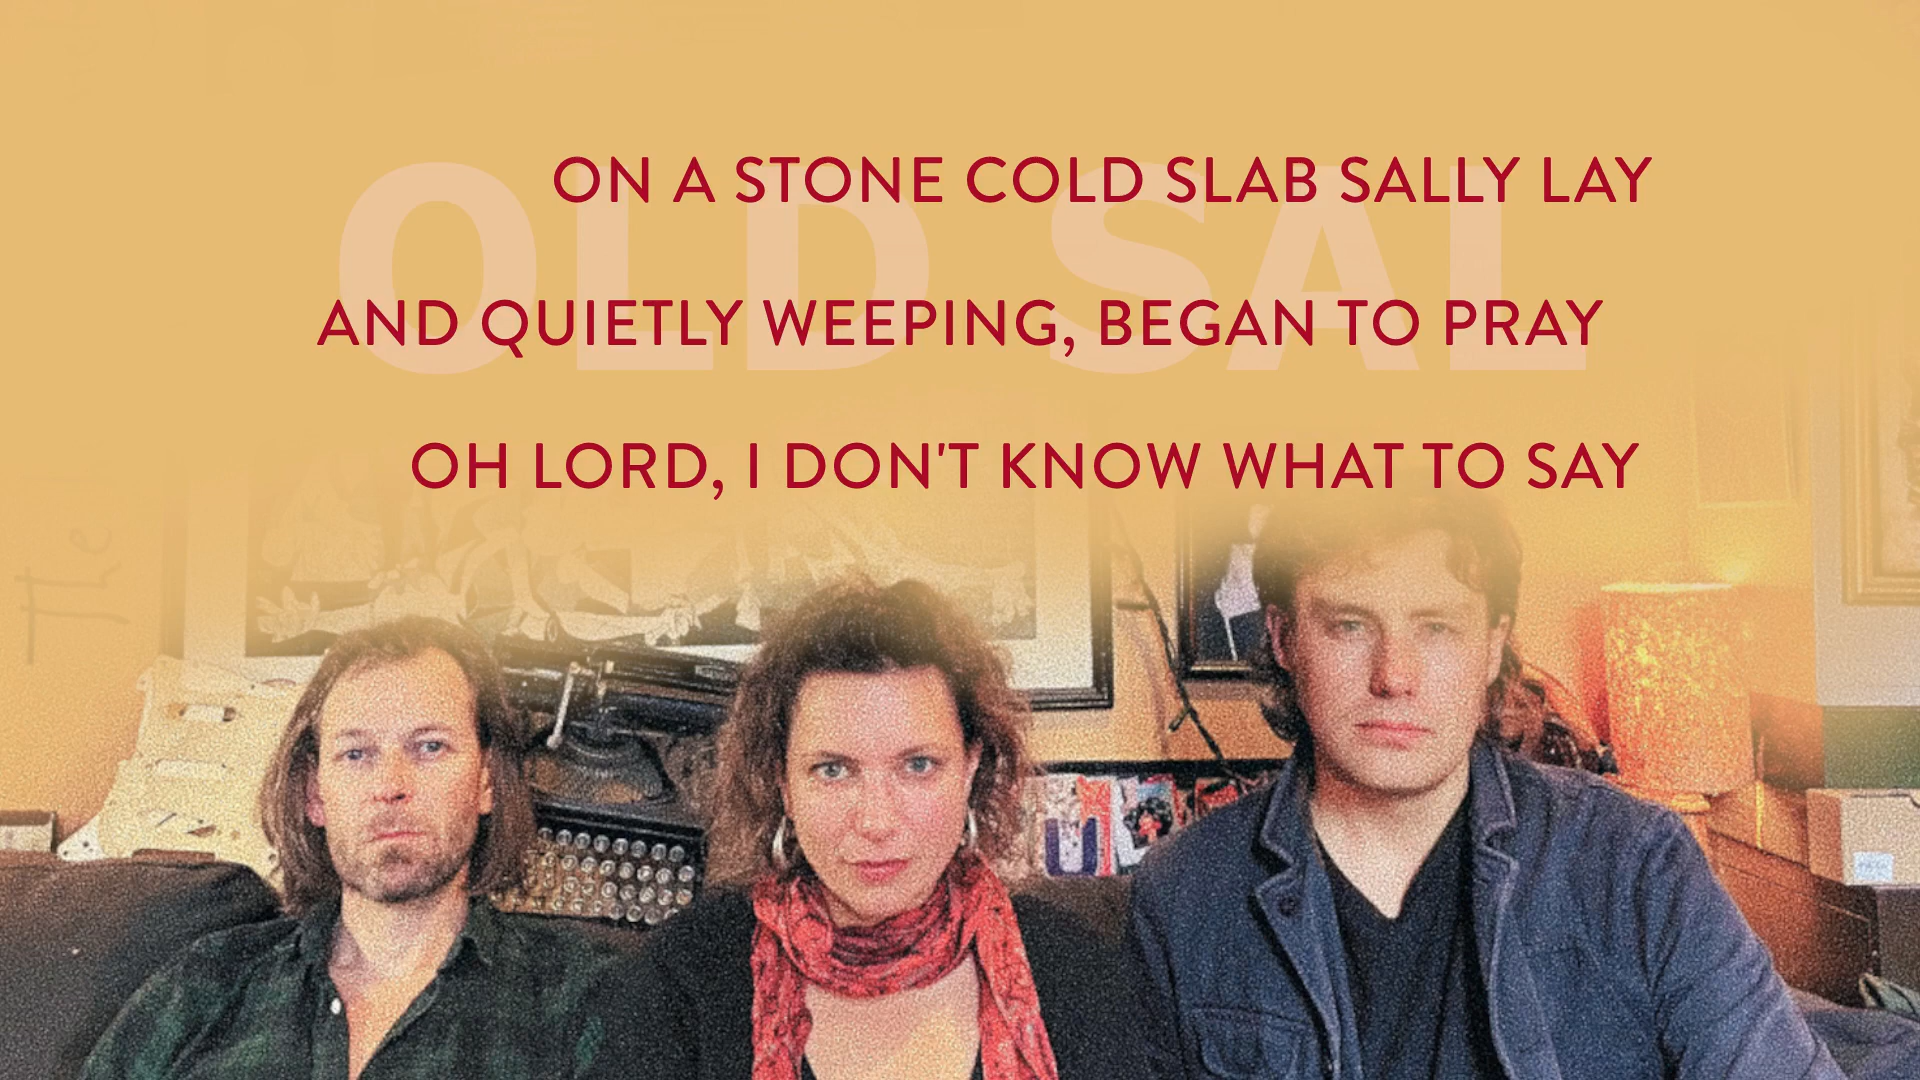 OLD SAL
ON A STONE COLD SLAB SALLY LAY
AND QUIETLY WEEPING, BEGAN TO PRAY
OH LORD, I DON'T KNOW WHAT TO SAY